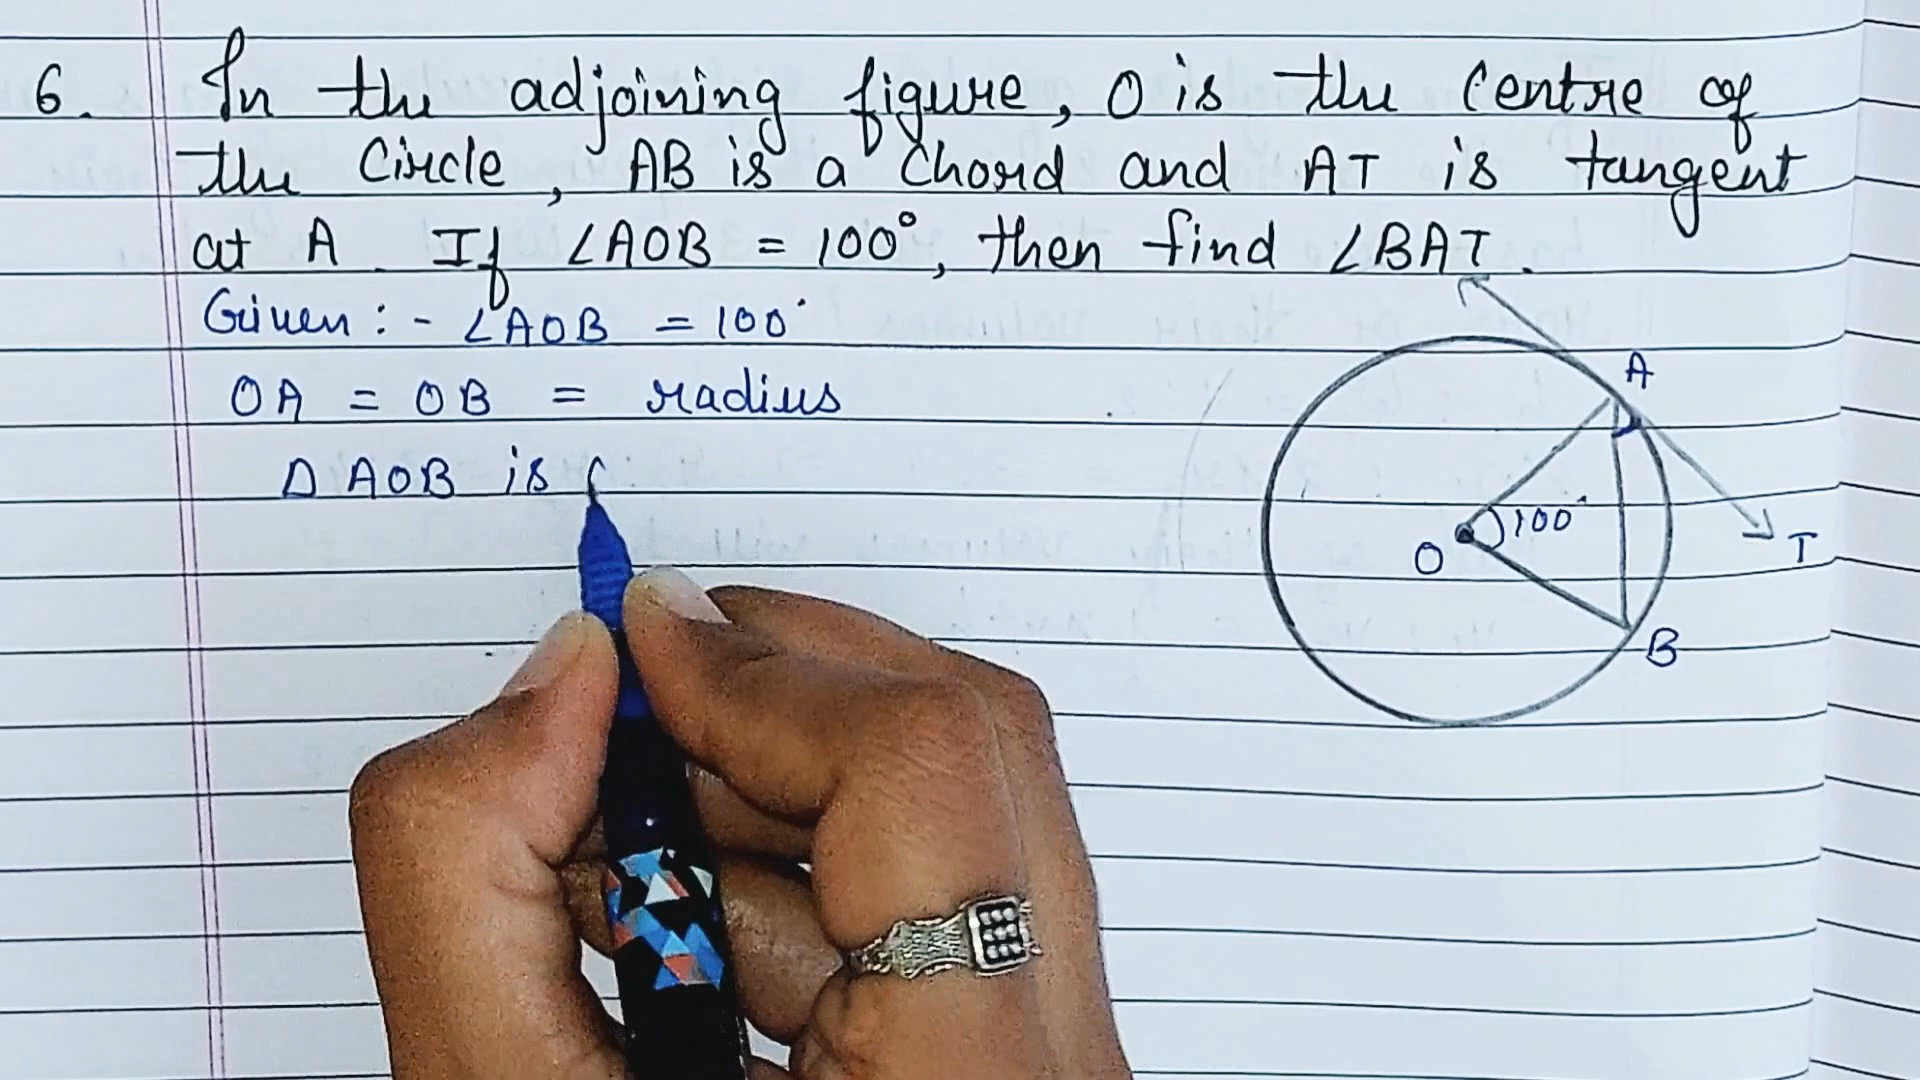 6. In the adjoining figure, O is the Centre of
the Circle, AB is a Chord and AT is tangent
at A. If ∠AOB = 100°, then find ∠BAT.
Given :- ∠AOB = 100°
OA = OB = radius
Δ AOB is
A
100°
O
T
B